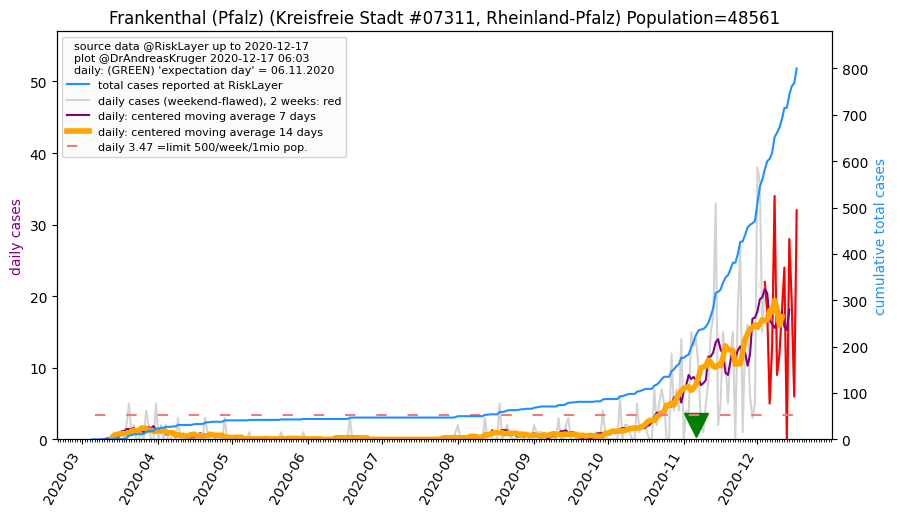 Frankenthal (Pfalz) (Kreisfreie Stadt #07311, Rheinland-Pfalz) Population=48561
source data @RiskLayer up to 2020-12-17
plot @DrAndreasKruger 2020-12-17 06:03
daily: (GREEN) 'expectation day' = 06.11.2020
total cases reported at RiskLayer
daily cases (weekend-flawed), 2 weeks: red
daily: centered moving average 7 days
daily: centered moving average 14 days
daily 3.47 =limit 500/week/1mio pop.
daily cases
50
40
30
20
10
0
cumulative total cases
800
700
600
500
400
300
200
100
0
2020-03
2020-04
2020-05
2020-06
2020-07
2020-08
2020-09
2020-10
2020-11
2020-12